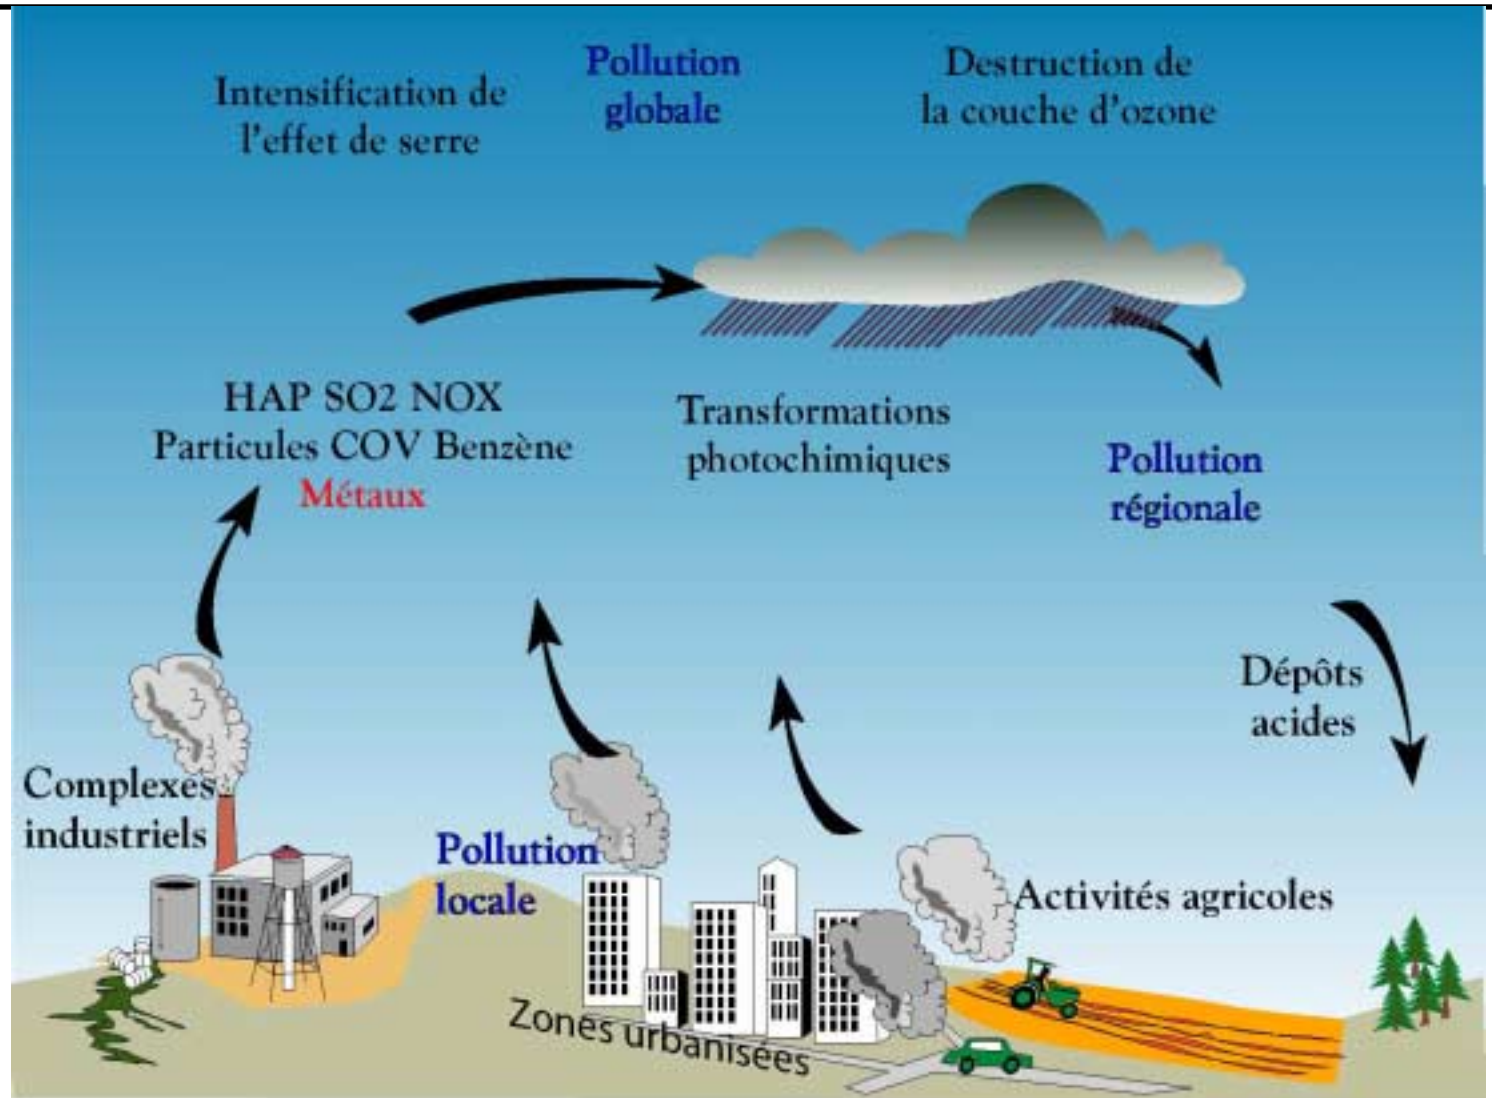 Intensification de
l'effet de serre
Pollution
globale
Destruction de
la couche d'ozone
HAP SO2 NOX
Particules COV Benzène
Métaux
Transformations
photochimiques
Pollution
régionale
Dépôts
acides
Complexes
industriels
Pollution
locale
Activités agricoles
Zones urbanisées